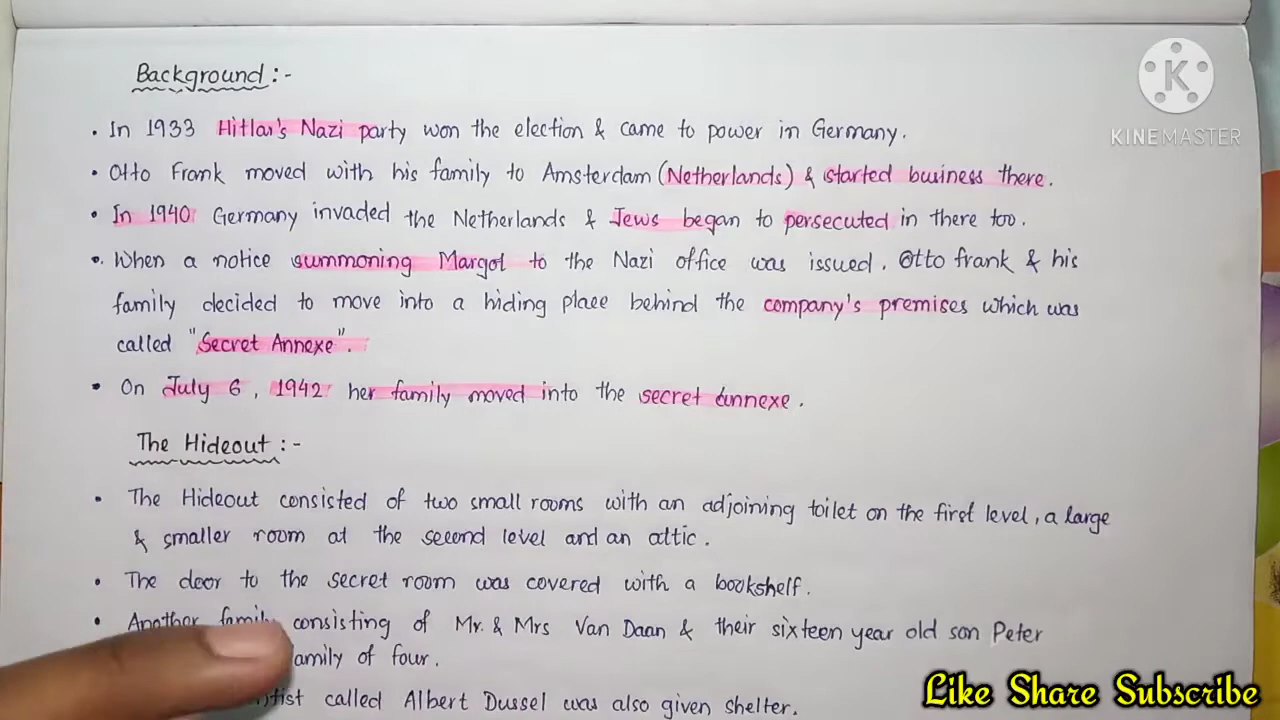 Background :-
. In 1933 Hitlar's Nazi party won the election & came to power in Germany.
• Otto Frank moved with his family to Amsterdam (Netherlands) & started business there.
• In 1940 Germany invaded the Netherlands & Jews began to persecuted in there too.
•. When a notice summoning Margot to the Nazi office was issued. Otto frank & his
family decided to move into a hiding place behind the company's premises which was
called "Secret Annexe".
• On July 6, 1942 her family moved into the secret annexe.
The Hideout :-
• The Hideout consisted of two small rooms with an adjoining toilet on the first level, a large
& smaller room at the second level and an attic.
• The door to the secret room was covered with a bookshelf.
• Another family consisting of Mr. & Mrs Van Daan & their sixteen year old son Peter
of four.
called Albert Dussel was also given shelter.
KINEMASTER
Like Share Subscribe